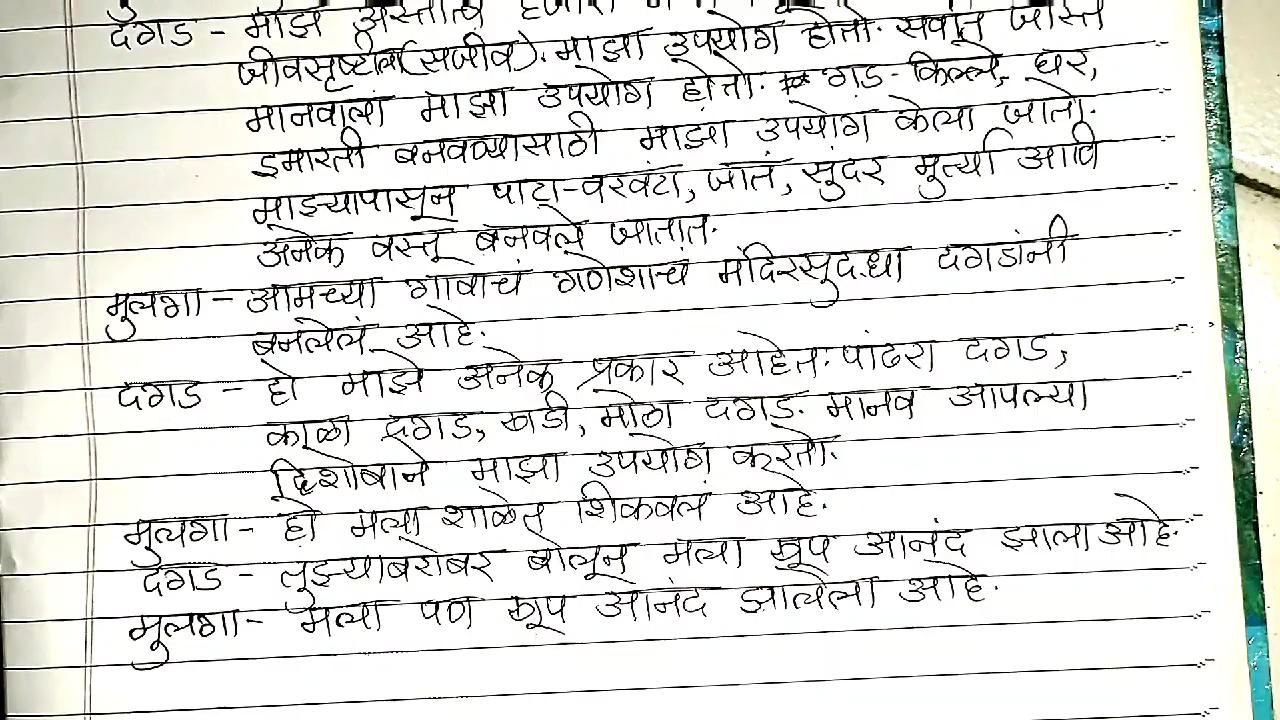 दगड - माझे अस्तित्व हजारो
जीवसृष्टीला (सजीव). माझा उपयोग होतो. सर्वात जास्त
मानवाला माझा उपयोग होतो. गड-किल्ले, घर,
इमारती बनवण्यासाठी माझा उपयोग केला जातो.
माझ्यापासून पाटा-वरवंटा, जातं, सुंदर मुर्त्या आणि
अनेक वस्तू बनवले जातात.
मुलगा - आमच्या गावाचं गणेशाचं मंदिरसुद्धा दगडांनी
बनलेलं आहे.
दगड - हो माझे अनेक प्रकार आहेत. पांढरा दगड,
काळा दगड, खडी, मोठा दगड. मानव आपल्या
हिशोबाने माझा उपयोग करतो.
मुलगा - हो मला शाळेत शिकवलं आहे.
दगड - तुझ्याबरोबर बोलून मला खूप आनंद झाला आहे.
मुलगा - मला पण खूप आनंद झालेला आहे.